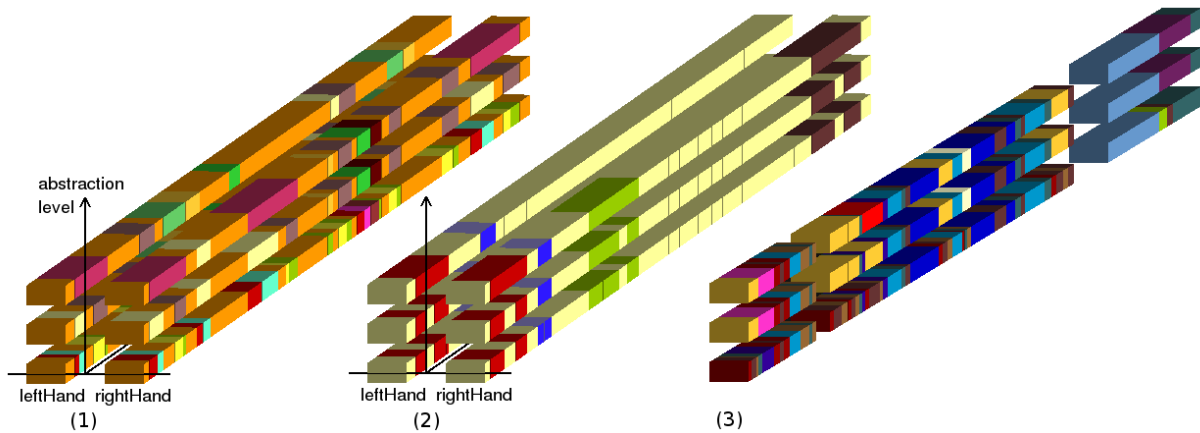 abstraction
level
leftHand rightHand leftHand rightHand
(1) (2) (3)